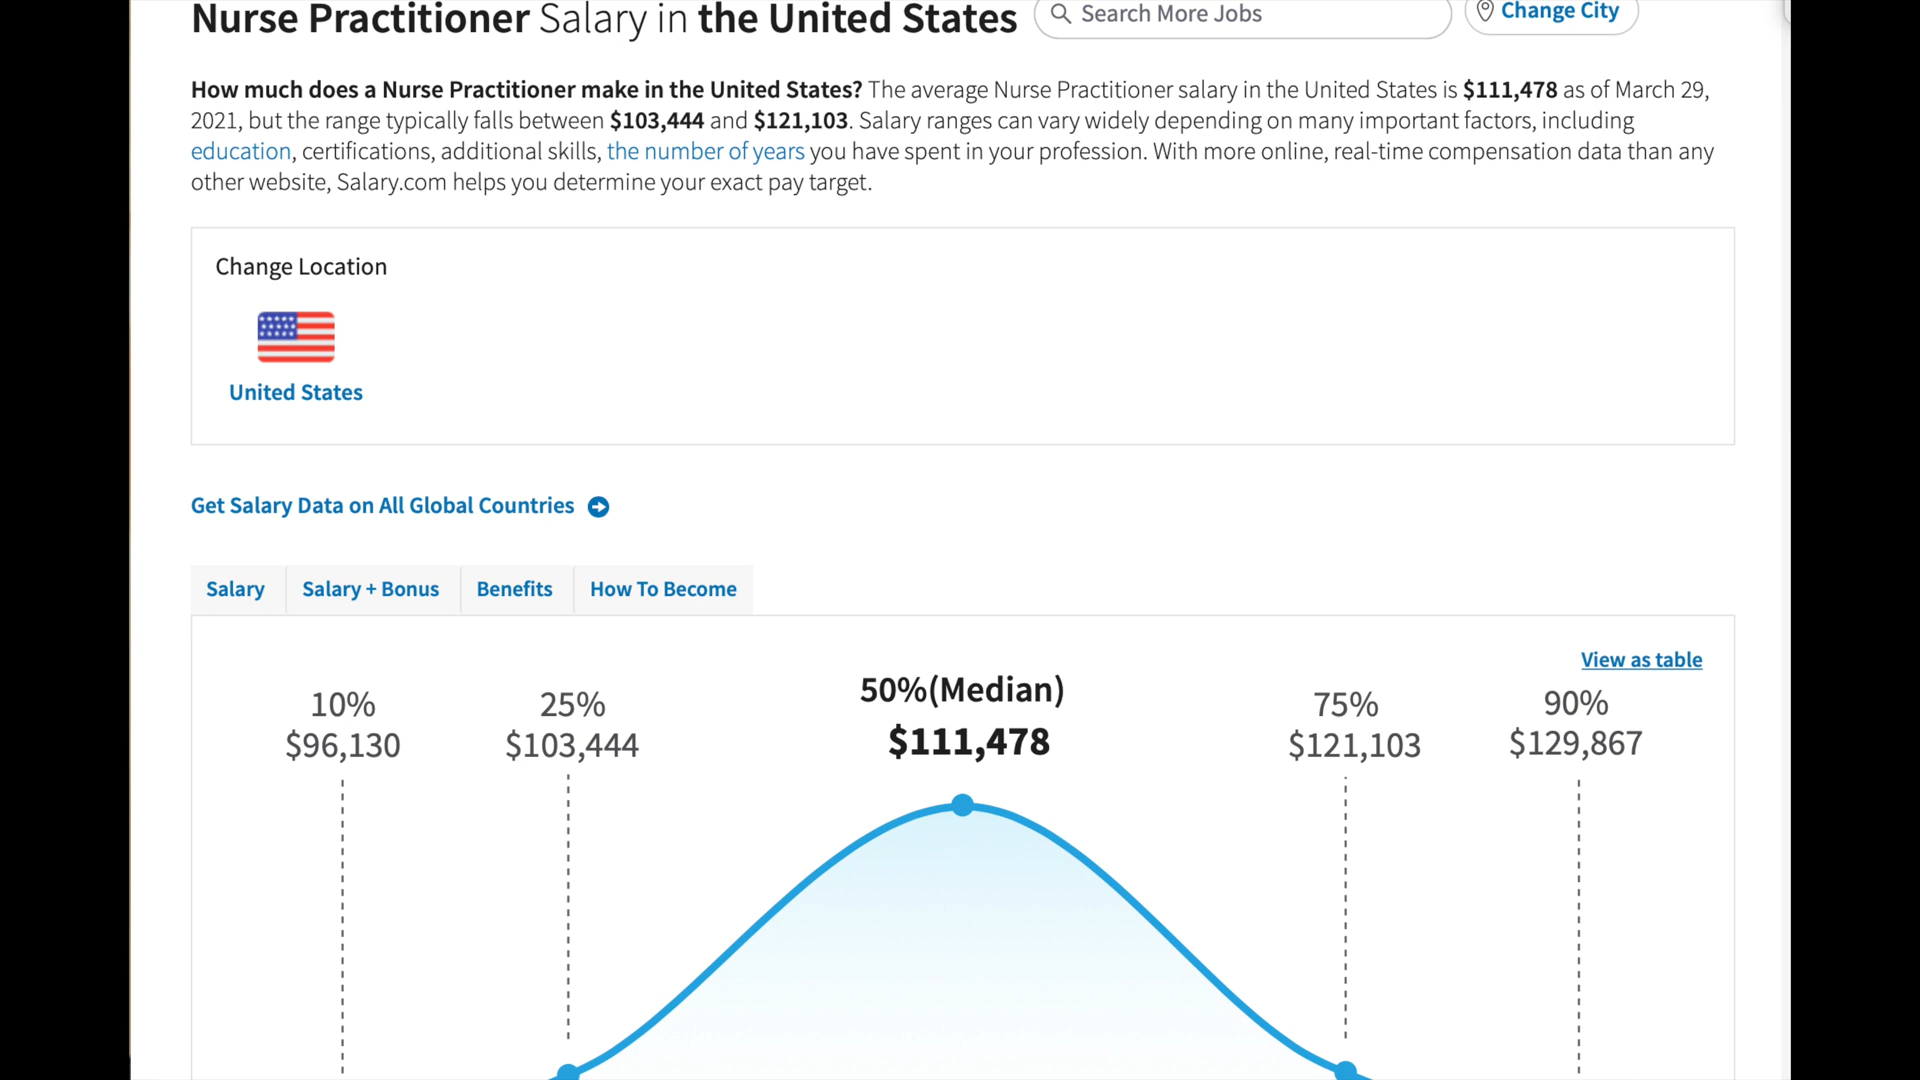 Nurse Practitioner Salary in the United States
Search More Jobs
Change City
How much does a Nurse Practitioner make in the United States? The average Nurse Practitioner salary in the United States is $111,478 as of March 29,
2021, but the range typically falls between $103,444 and $121,103. Salary ranges can vary widely depending on many important factors, including
education, certifications, additional skills, the number of years you have spent in your profession. With more online, real-time compensation data than any
other website, Salary.com helps you determine your exact pay target.
Change Location
United States
Get Salary Data on All Global Countries
Salary
Salary + Bonus
Benefits
How To Become
View as table
10%
$96,130
25%
$103,444
50%(Median)
$111,478
75%
$121,103
90%
$129,867